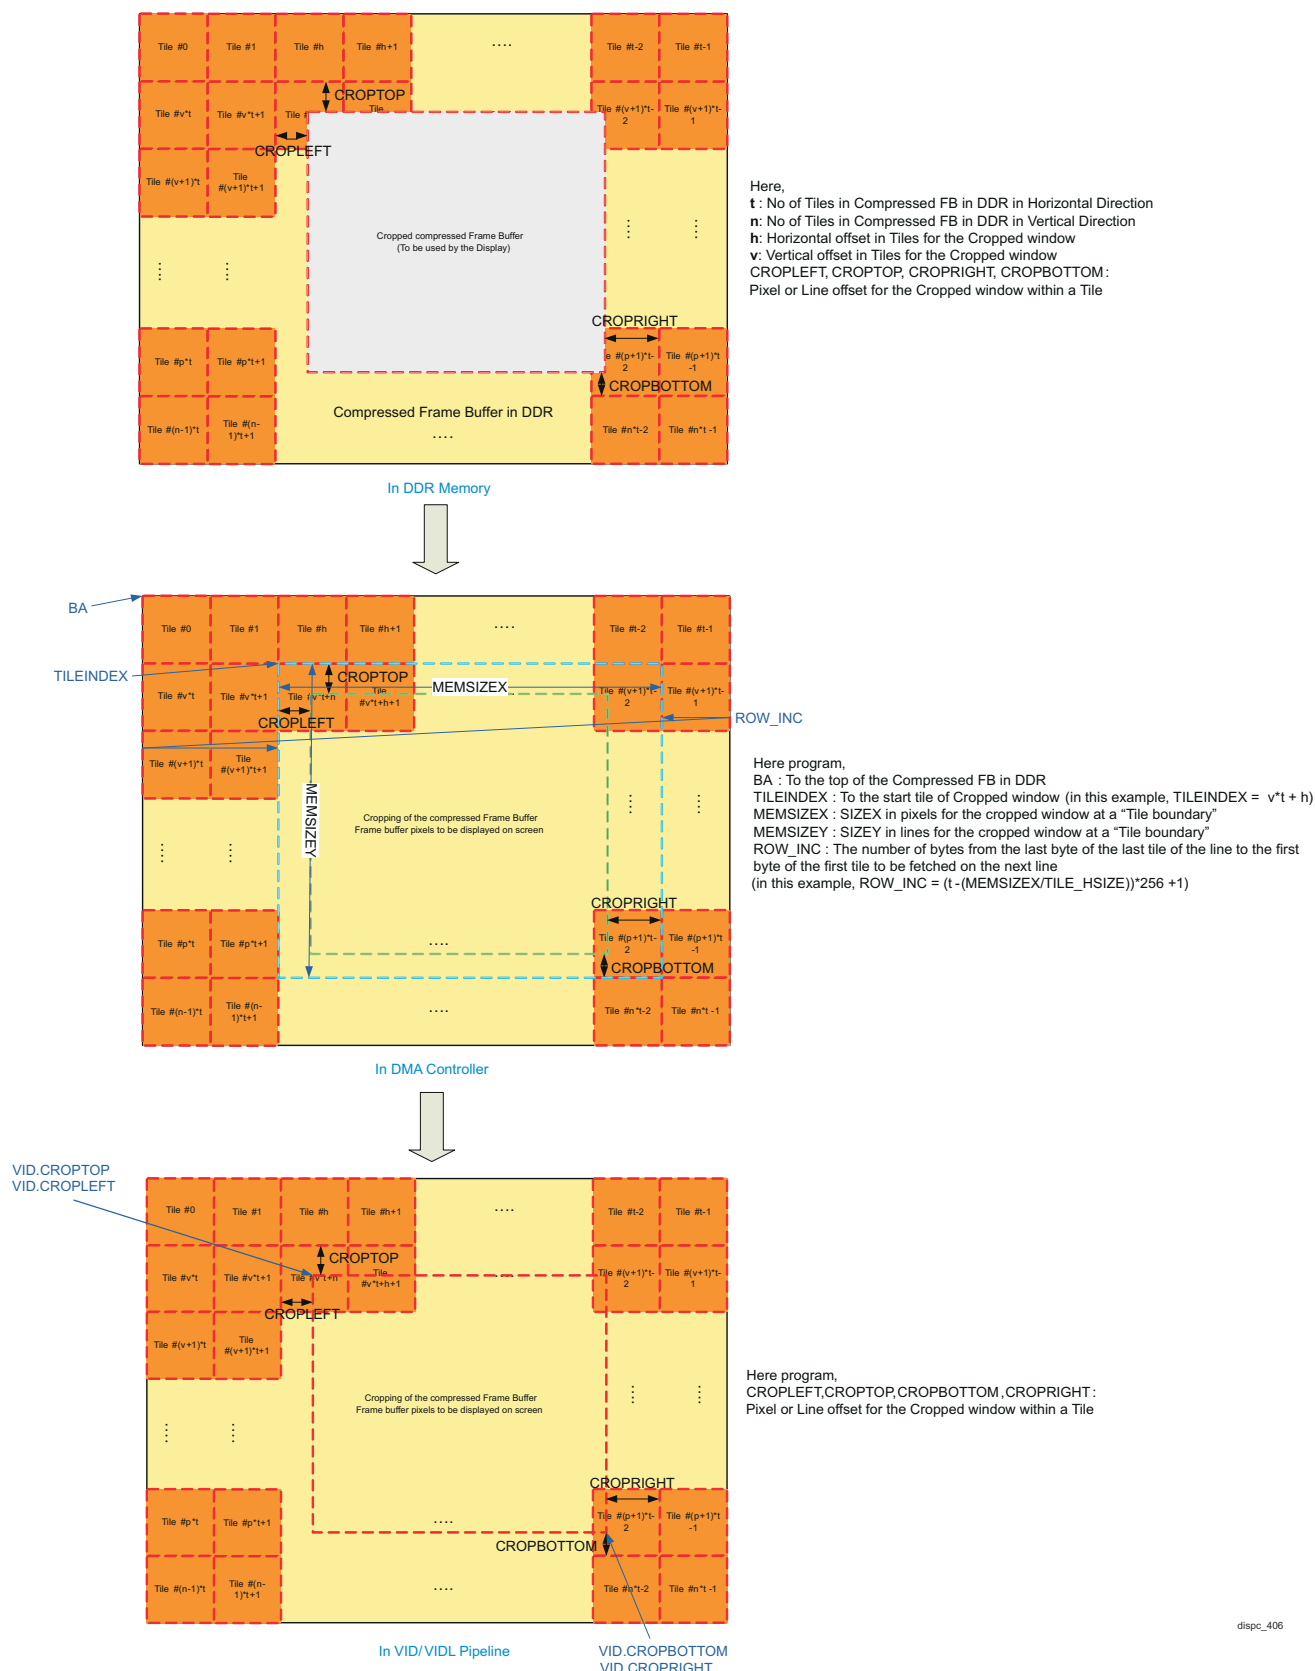 Tile #0 Tile #1 Tile #h Tile #h+1 .... Tile #t-2 Tile #t-1
CROPTOP
Tile #v*t Tile #v*t+1 Tile # Tile Tile #(v+1)*t-
2 Tile #(v+1)*t-
1
CROPLEFT
Tile #(v+1)*t Tile
#(v+1)*t+1
Cropped compressed Frame Buffer
(To be used by the Display)
.... .... .... ....
CROPRIGHT
Tile #p*t Tile #p*t+1 le #(p+1)*t-
2 Tile #(p+1)*t
-1
CROPBOTTOM
Compressed Frame Buffer in DDR
....
Tile #(n-1)*t Tile #(n-
1)*t+1 Tile #n*t-2 Tile #n*t -1
In DDR Memory
Here,
t : No of Tiles in Compressed FB in DDR in Horizontal Direction
n: No of Tiles in Compressed FB in DDR in Vertical Direction
h: Horizontal offset in Tiles for the Cropped window
v: Vertical offset in Tiles for the Cropped window
CROPLEFT, CROPTOP, CROPRIGHT, CROPBOTTOM :
Pixel or Line offset for the Cropped window within a Tile
BA
Tile #0 Tile #1 Tile #h Tile #h+1 .... Tile #t-2 Tile #t-1
TILEINDEX
CROPTOP
MEMSIZEX
Tile #v*t Tile #v*t+1 Tile #v*t+n Tile
#v*t+h+1 Tile #(v+1)*t-
2 Tile #(v+1)*t-
1
CROPLEFT
ROW_INC
Tile #(v+1)*t Tile
#(v+1)*t+1
MEMSIZEY
Cropping of the compressed Frame Buffer
Frame buffer pixels to be displayed on screen
.... .... .... ....
CROPRIGHT
Tile #p*t Tile #p*t+1 .... Tile #(p+1)*t-
2 Tile #(p+1)*t
-1
CROPBOTTOM
Tile #(n-1)*t Tile #(n-
1)*t+1 .... Tile #n*t-2 Tile #n*t -1
In DMA Controller
Here program,
BA : To the top of the Compressed FB in DDR
TILEINDEX : To the start tile of Cropped window (in this example, TILEINDEX = v*t + h)
MEMSIZEX : SIZEX in pixels for the cropped window at a “Tile boundary”
MEMSIZEY : SIZEY in lines for the cropped window at a “Tile boundary”
ROW_INC : The number of bytes from the last byte of the last tile of the line to the first
byte of the first tile to be fetched on the next line
(in this example, ROW_INC = (t -(MEMSIZEX/TILE_HSIZE))*256 +1)
VID.CROPTOP
VID.CROPLEFT
Tile #0 Tile #1 Tile #h Tile #h+1 .... Tile #t-2 Tile #t-1
CROPTOP
Tile #v*t Tile #v*t+1 Tile #v*t+n Tile
#v*t+h+1 .... Tile #(v+1)*t-
2 Tile #(v+1)*t-
1
CROPLEFT
Tile #(v+1)*t Tile
#(v+1)*t+1
Cropping of the compressed Frame Buffer
Frame buffer pixels to be displayed on screen
.... .... .... ....
CROPRIGHT
Tile #p*t Tile #p*t+1 .... Tile #(p+1)*t-
2 Tile #(p+1)*t
-1
CROPBOTTOM
Tile #(n-1)*t Tile #(n-
1)*t+1 .... Tile #n*t-2 Tile #n*t -1
In VID/VIDL Pipeline
VID.CROPBOTTOM
VID.CROPRIGHT
Here program,
CROPLEFT,CROPTOP,CROPBOTTOM,CROPRIGHT :
Pixel or Line offset for the Cropped window within a Tile
dispc_406